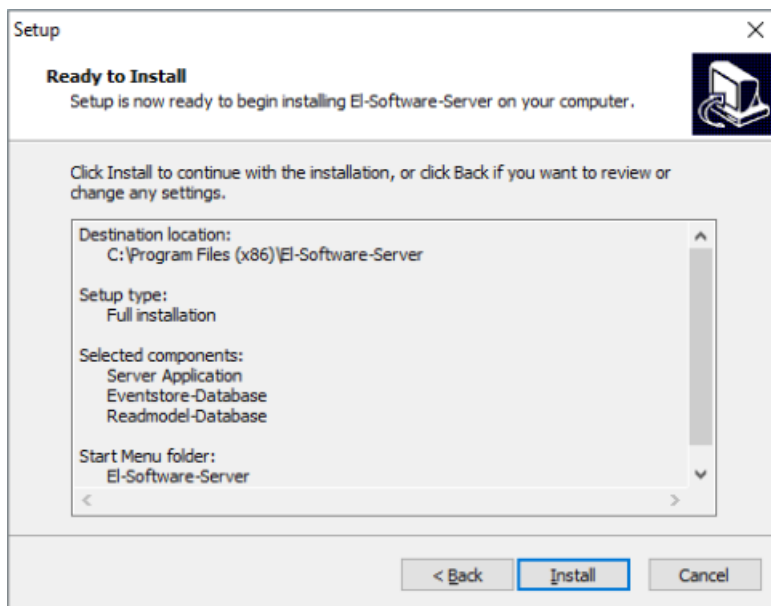 Setup
Ready to Install
Setup is now ready to begin installing El-Software-Server on your computer.
Click Install to continue with the installation, or click Back if you want to review or
change any settings.
Destination location:
C:\Program Files (x86)\El-Software-Server
Setup type:
Full installation
Selected components:
Server Application
Eventstore-Database
Readmodel-Database
Start Menu folder:
El-Software-Server
< Back
Install
Cancel